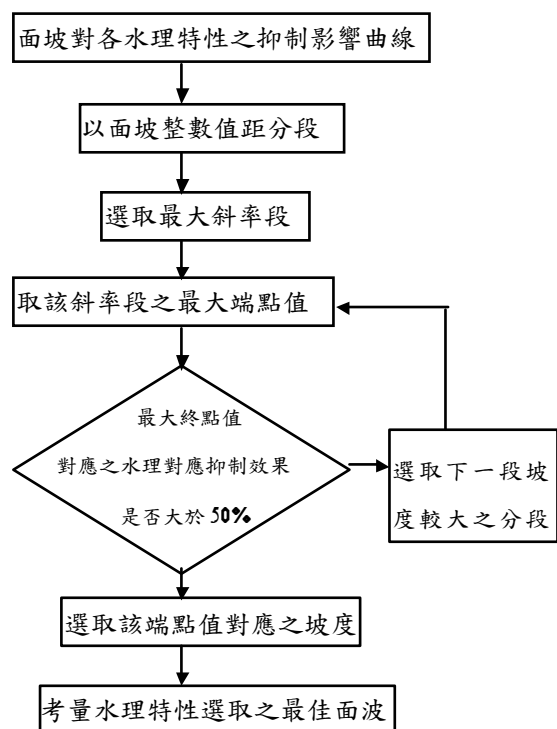 面坡對各水理特性之抑制影響曲線
以面坡整數值距分段
選取最大斜率段
取該斜率段之最大端點值
最大終點值
對應之水理對應抑制效果
是否大於50%
選取下一段坡
度較大之分段
選取該端點值對應之坡度
考量水理特性選取之最佳面波